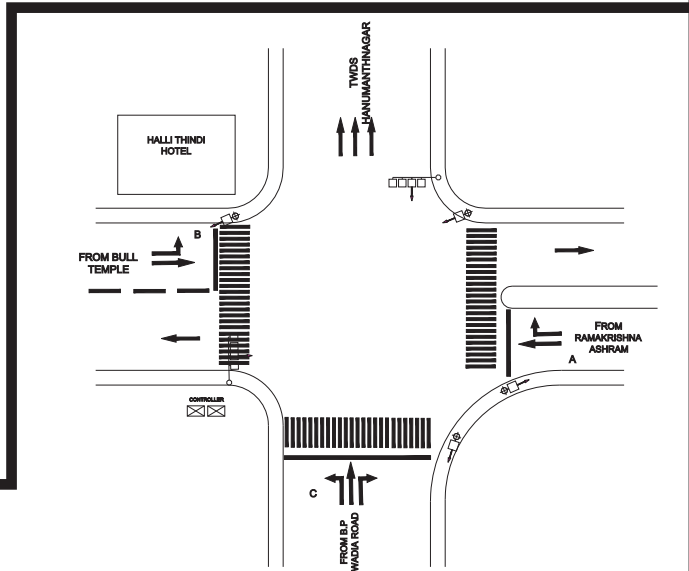 TWDS
HANUMANTHNAGAR
HALLI THINDI
HOTEL
B
FROM BULL
TEMPLE
FROM
RAMAKRISHNA
ASHRAM
A
CONTROLLER
C
FROM B.P
WADIA ROAD